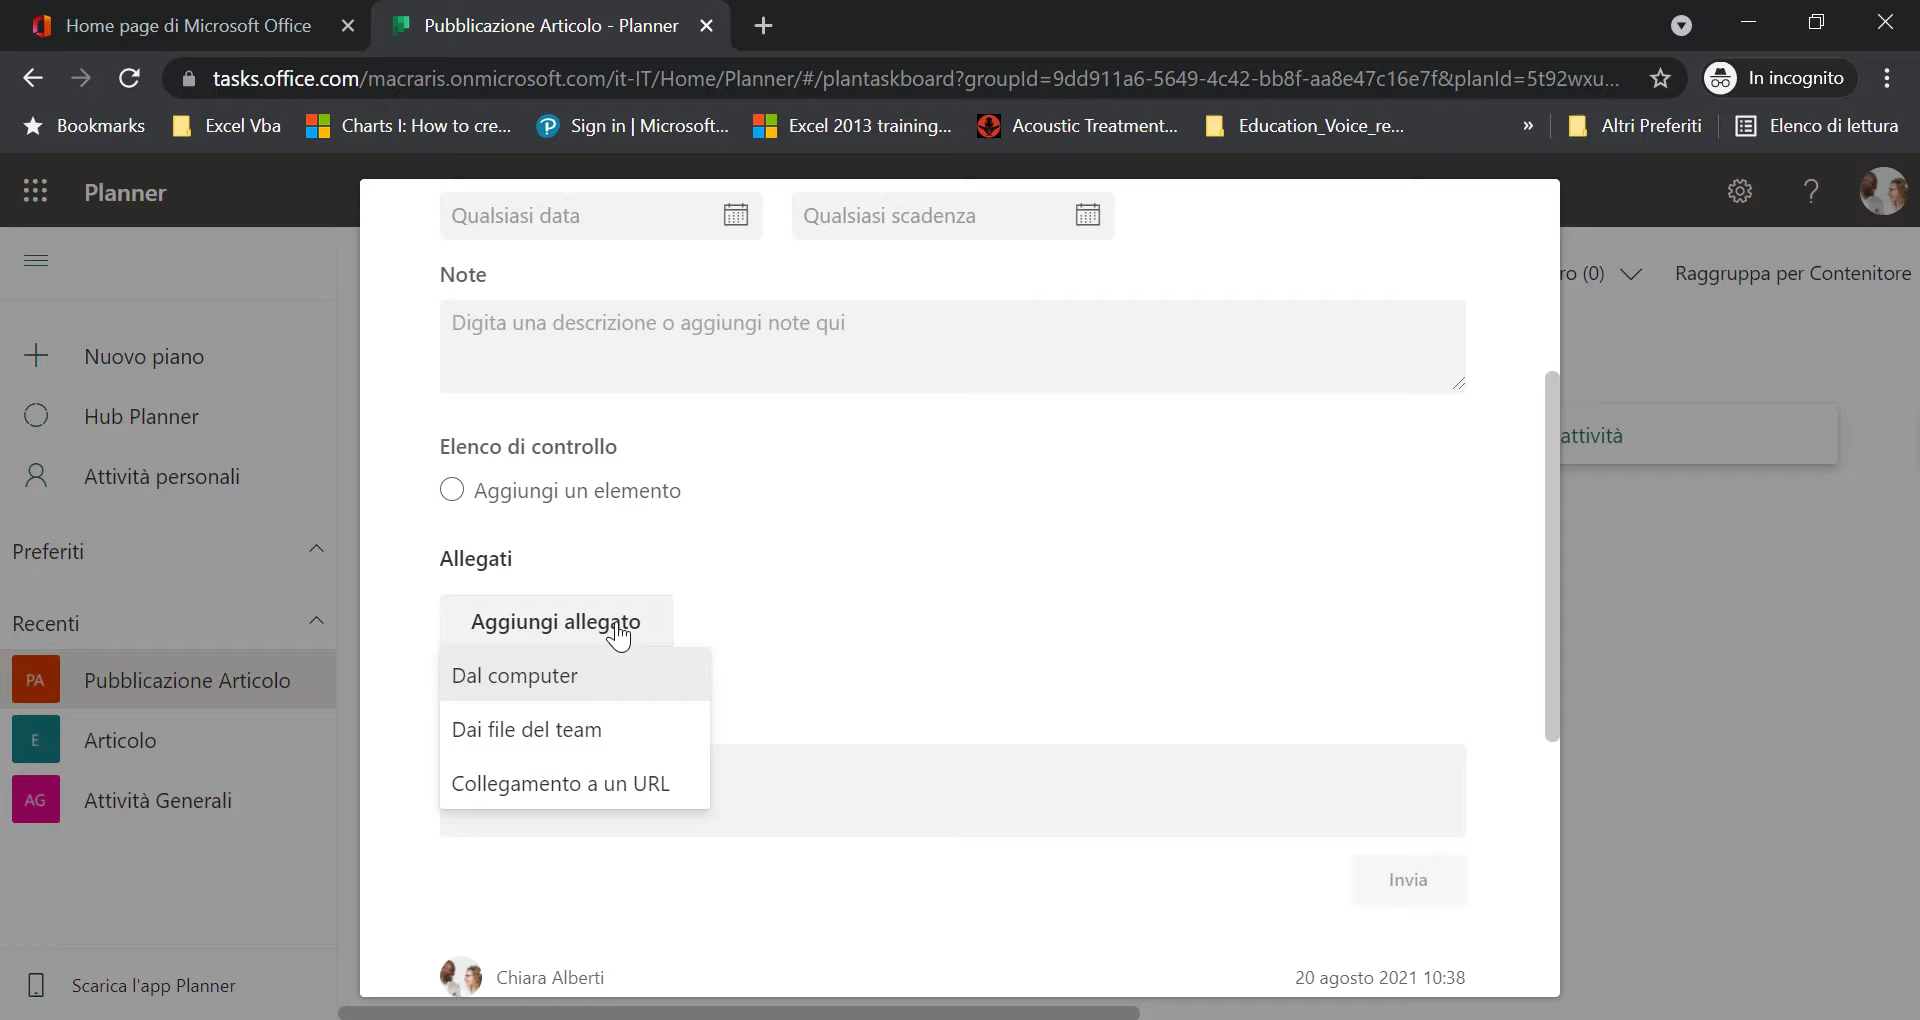 Home page di Microsoft Office
Pubblicazione Articolo - Planner
tasks.office.com/macraris.onmicrosoft.com/it-IT/Home/Planner/#/plantaskboard?groupId=9dd911a6-5649-4c42-bb8f-aa8e47c16e7f&planId=5t92wxu...
In incognito
Bookmarks
Excel Vba
Charts I: How to cre...
Sign in | Microsoft...
Excel 2013 training...
Acoustic Treatment...
Education_Voice_re...
»
Altri Preferiti
Elenco di lettura
Planner
?
Qualsiasi data
Qualsiasi scadenza
ro (0)
Raggruppa per Contenitore
Note
Digita una descrizione o aggiungi note qui
Nuovo piano
Hub Planner
Attività personali
Elenco di controllo
Aggiungi un elemento
attività
Preferiti
Allegati
Recenti
Aggiungi allegato
PA
Pubblicazione Articolo
Dal computer
Dai file del team
E
Articolo
Collegamento a un URL
AG
Attività Generali
Invia
Chiara Alberti
20 agosto 2021 10:38
Scarica l'app Planner